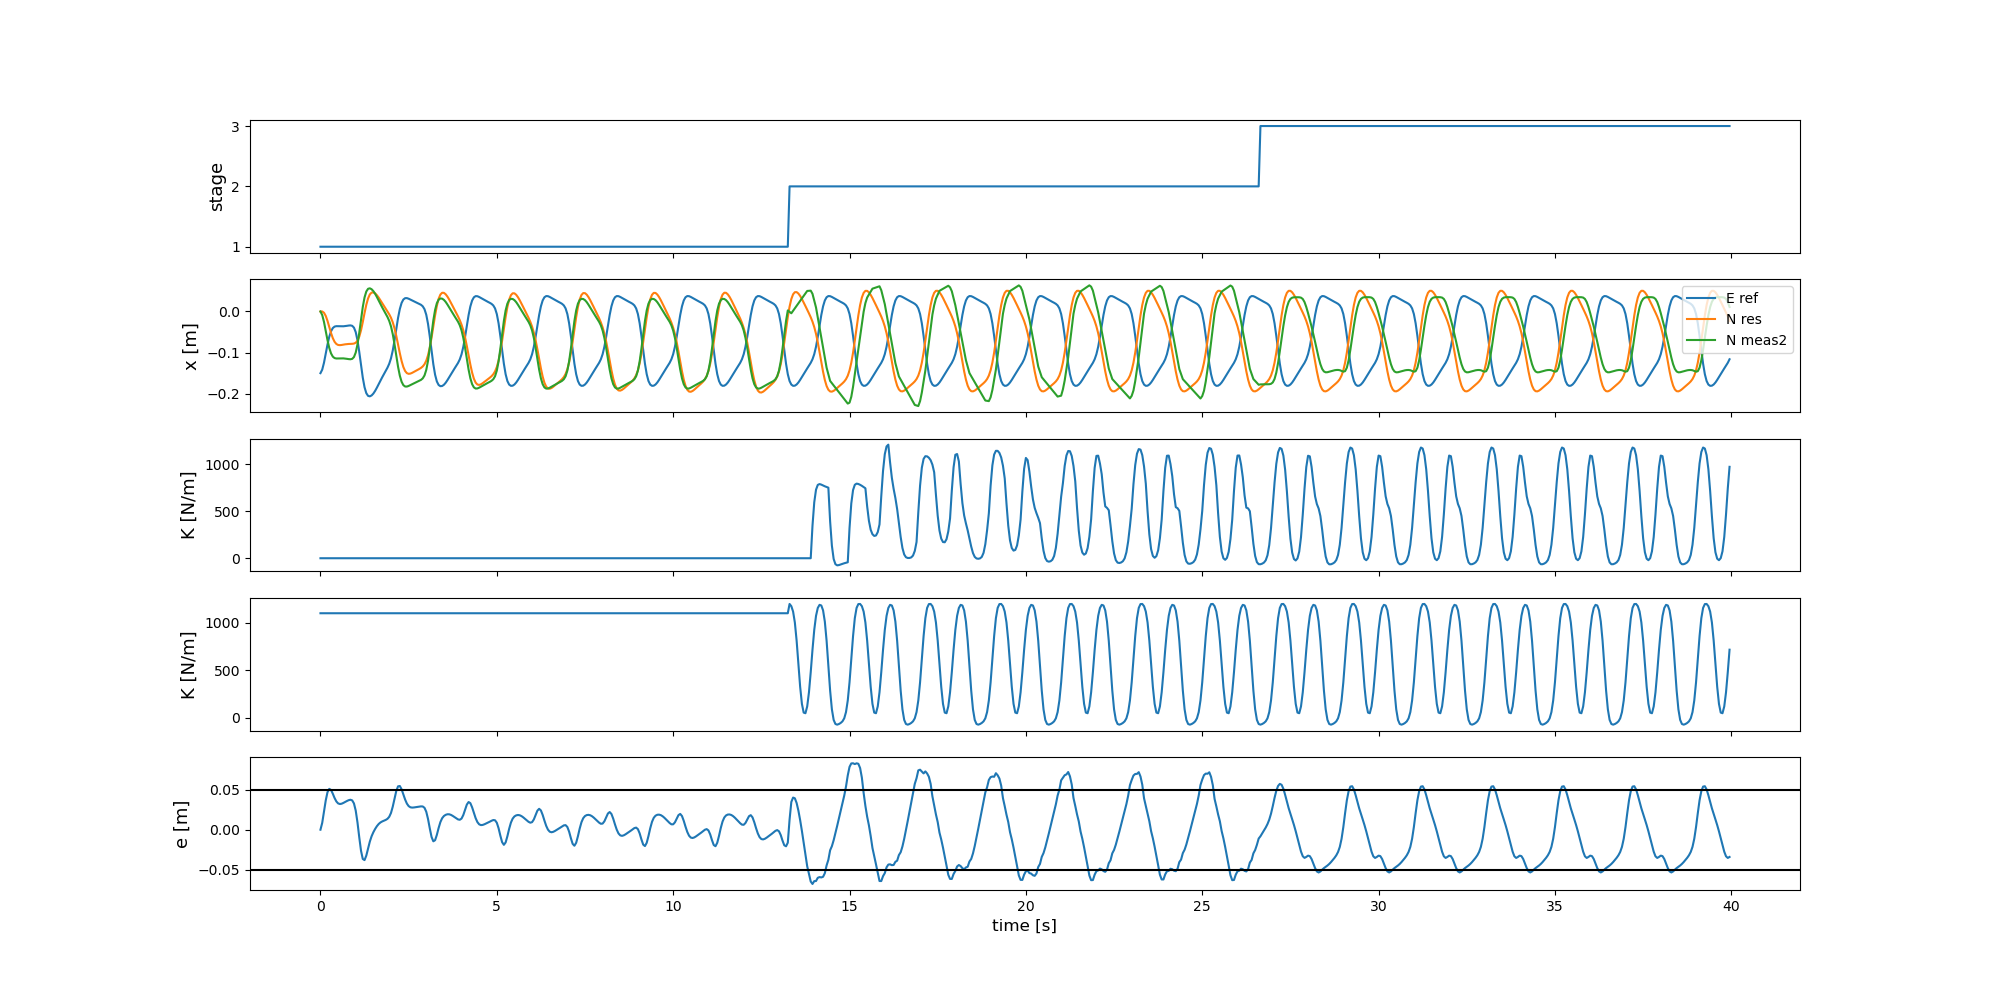 3
2
1
stage
E ref
N res
N meas2
0.0
−0.1
−0.2
x [m]
1000
500
0
K [N/m]
1000
500
0
K [N/m]
0.05
0.00
−0.05
e [m]
0 5 10 15 20 25 30 35 40
time [s]